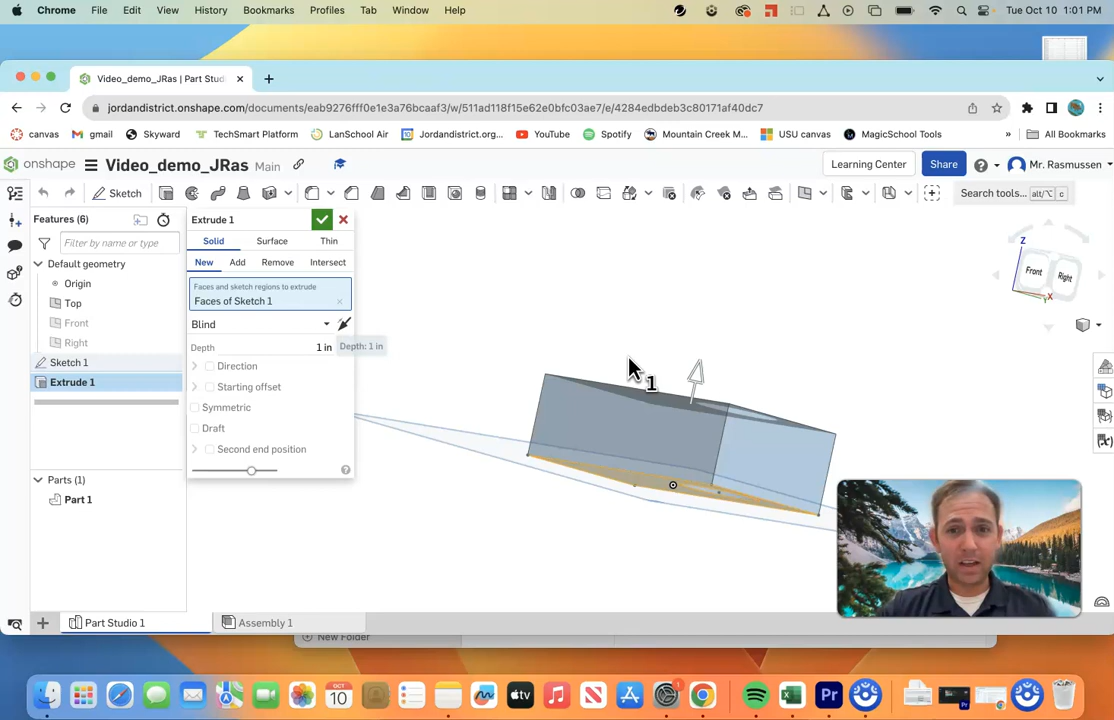 Chrome File Edit View History Bookmarks Profiles Tab Window Help Tue Oct 10 1:01 PM
Video_demo_JRas | Part Studio
jordandistrict.onshape.com/documents/eab9276fff0e1e3a76bcaaf3/w/511ad118f15e62e0bfc03ae7/e/4284edbdeb3c80171af40dc7
canvas gmail Skyward TechSmart Platform LanSchool Air Jordandistrict.org... YouTube Spotify Mountain Creek M... USU canvas MagicSchool Tools » All Bookmarks
onshape Video_demo_JRas Main Learning Center Share Mr. Rasmussen
Sketch Search tools... alt/⌥ c
Features (6)
Filter by name or type
Default geometry
Origin
Top
Front
Right
Sketch 1
Extrude 1
Parts (1)
Part 1
Extrude 1
Solid Surface Thin
New Add Remove Intersect
Faces and sketch regions to extrude
Faces of Sketch 1
Blind
Depth 1 in
Depth: 1 in
Direction
Starting offset
Symmetric
Draft
Second end position
1
Z
Front Right
X
Part Studio 1 Assembly 1
New Folder
OCT
10
1